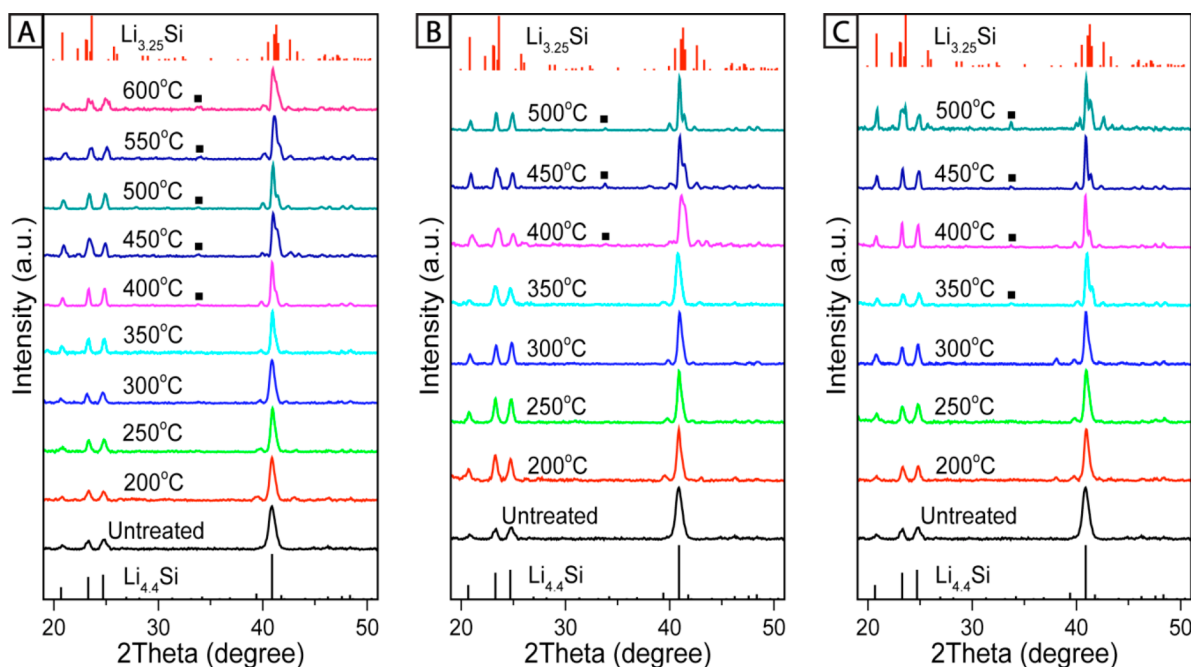 A
Li3.25Si
600°C
550°C
500°C
450°C
400°C
350°C
300°C
250°C
200°C
Untreated
Li4.4Si
20 30 40 50
2Theta (degree)
Intensity (a.u.)
B
Li3.25Si
500°C
450°C
400°C
350°C
300°C
250°C
200°C
Untreated
Li4.4Si
20 30 40 50
2Theta (degree)
Intensity (a.u.)
C
Li3.25Si
500°C
450°C
400°C
350°C
300°C
250°C
200°C
Untreated
Li4.4Si
20 30 40 50
2Theta (degree)
Intensity (a.u.)